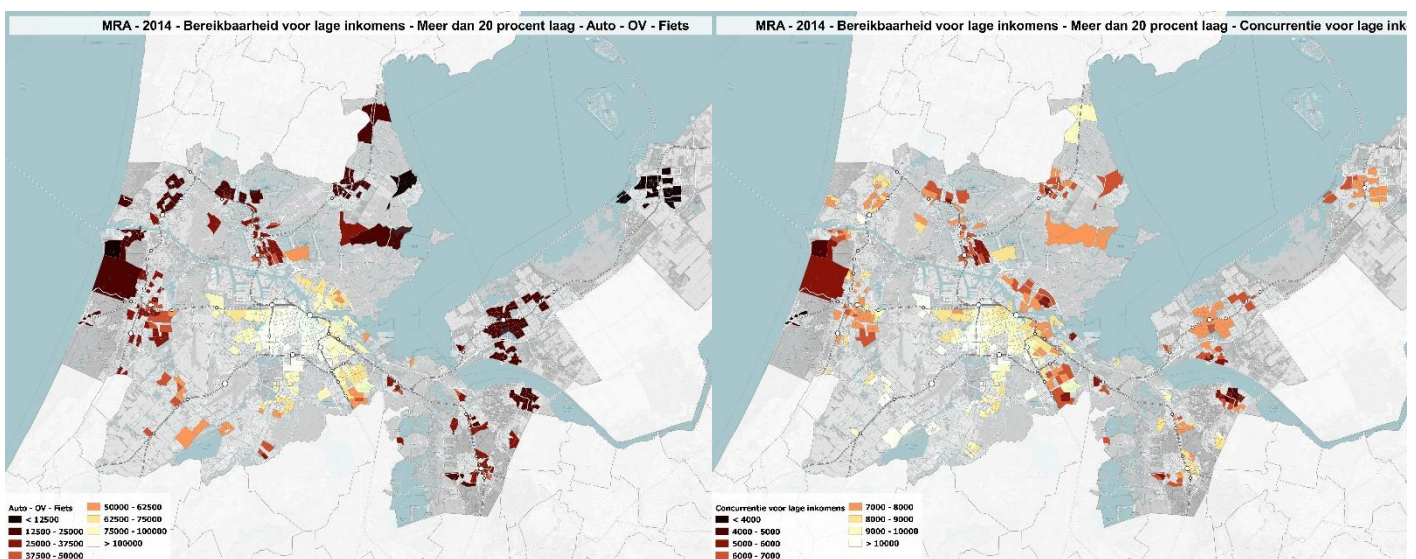 MRA - 2014 - Bereikbaarheid voor lage inkomens - Meer dan 20 procent laag - Auto - OV - Fiets
MRA - 2014 - Bereikbaarheid voor lage inkomens - Meer dan 20 procent laag - Concurrentie voor lage ink
Auto - OV - Fiets
< 12500
12500 - 25000
25000 - 37500
37500 - 50000
50000 - 62500
62500 - 75000
75000 - 100000
> 100000
Concurrentie voor lage inkomens
< 4000
4000 - 5000
5000 - 6000
6000 - 7000
7000 - 8000
8000 - 9000
9000 - 10000
> 10000